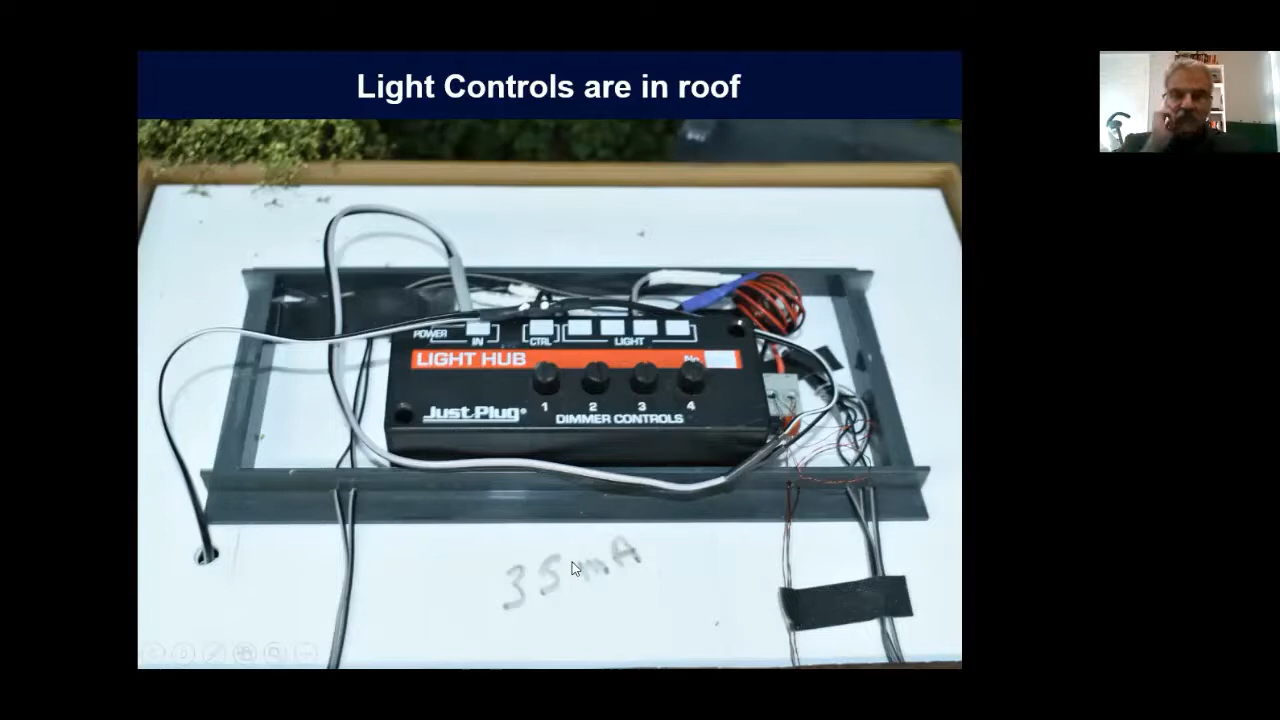 Light Controls are in roof
POWER IN CTRL LIGHT
LIGHT HUB No
Just Plug®
1 2 3 4
DIMMER CONTROLS
35mA